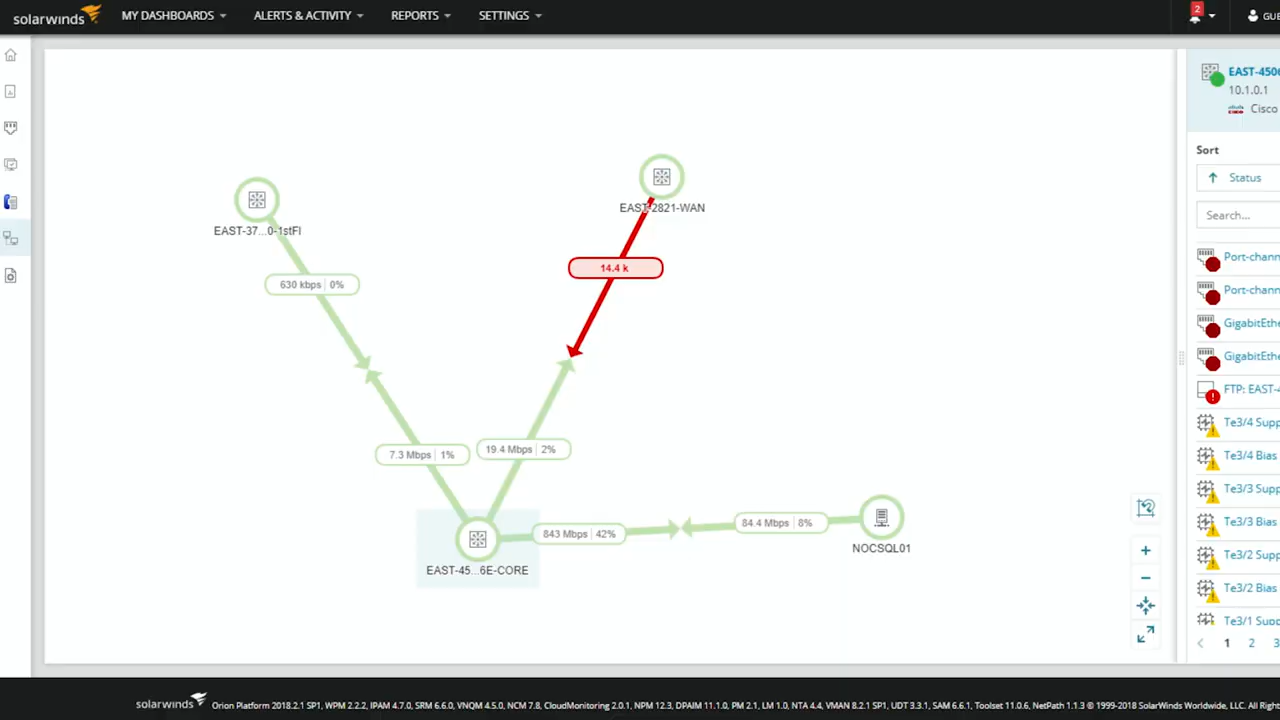 solarwinds
MY DASHBOARDS
ALERTS & ACTIVITY
REPORTS
SETTINGS
2
GUE
EAST-2821-WAN
EAST-37...0-1stFl
14.4 k
630 kbps | 0%
7.3 Mbps | 1%
19.4 Mbps | 2%
843 Mbps | 42%
84.4 Mbps | 8%
EAST-45...6E-CORE
NOCSQL01
EAST-4506
10.1.0.1
Cisco
Sort
Status
Search...
Port-chann
Port-chann
GigabitEthe
GigabitEthe
FTP: EAST-4
Te3/4 Supp
Te3/4 Bias
Te3/3 Supp
Te3/3 Bias
Te3/2 Supp
Te3/2 Bias
Te3/1 Supp
1 2 3
solarwinds Orion Platform 2018.2.1 SP1, WPM 2.2.2, IPAM 4.7.0, SRM 6.6.0, VNQM 4.5.0, NCM 7.8, CloudMonitoring 2.0.1, NPM 12.3, DPAIM 11.1.0, PM 2.1, LM 1.0, NTA 4.4, VMAN 8.2.1 SP1, UDT 3.3.1, SAM 6.6.1, Toolset 11.0.6, NetPath 1.1.3 © 1999-2018 SolarWinds Worldwide, LLC. All Right